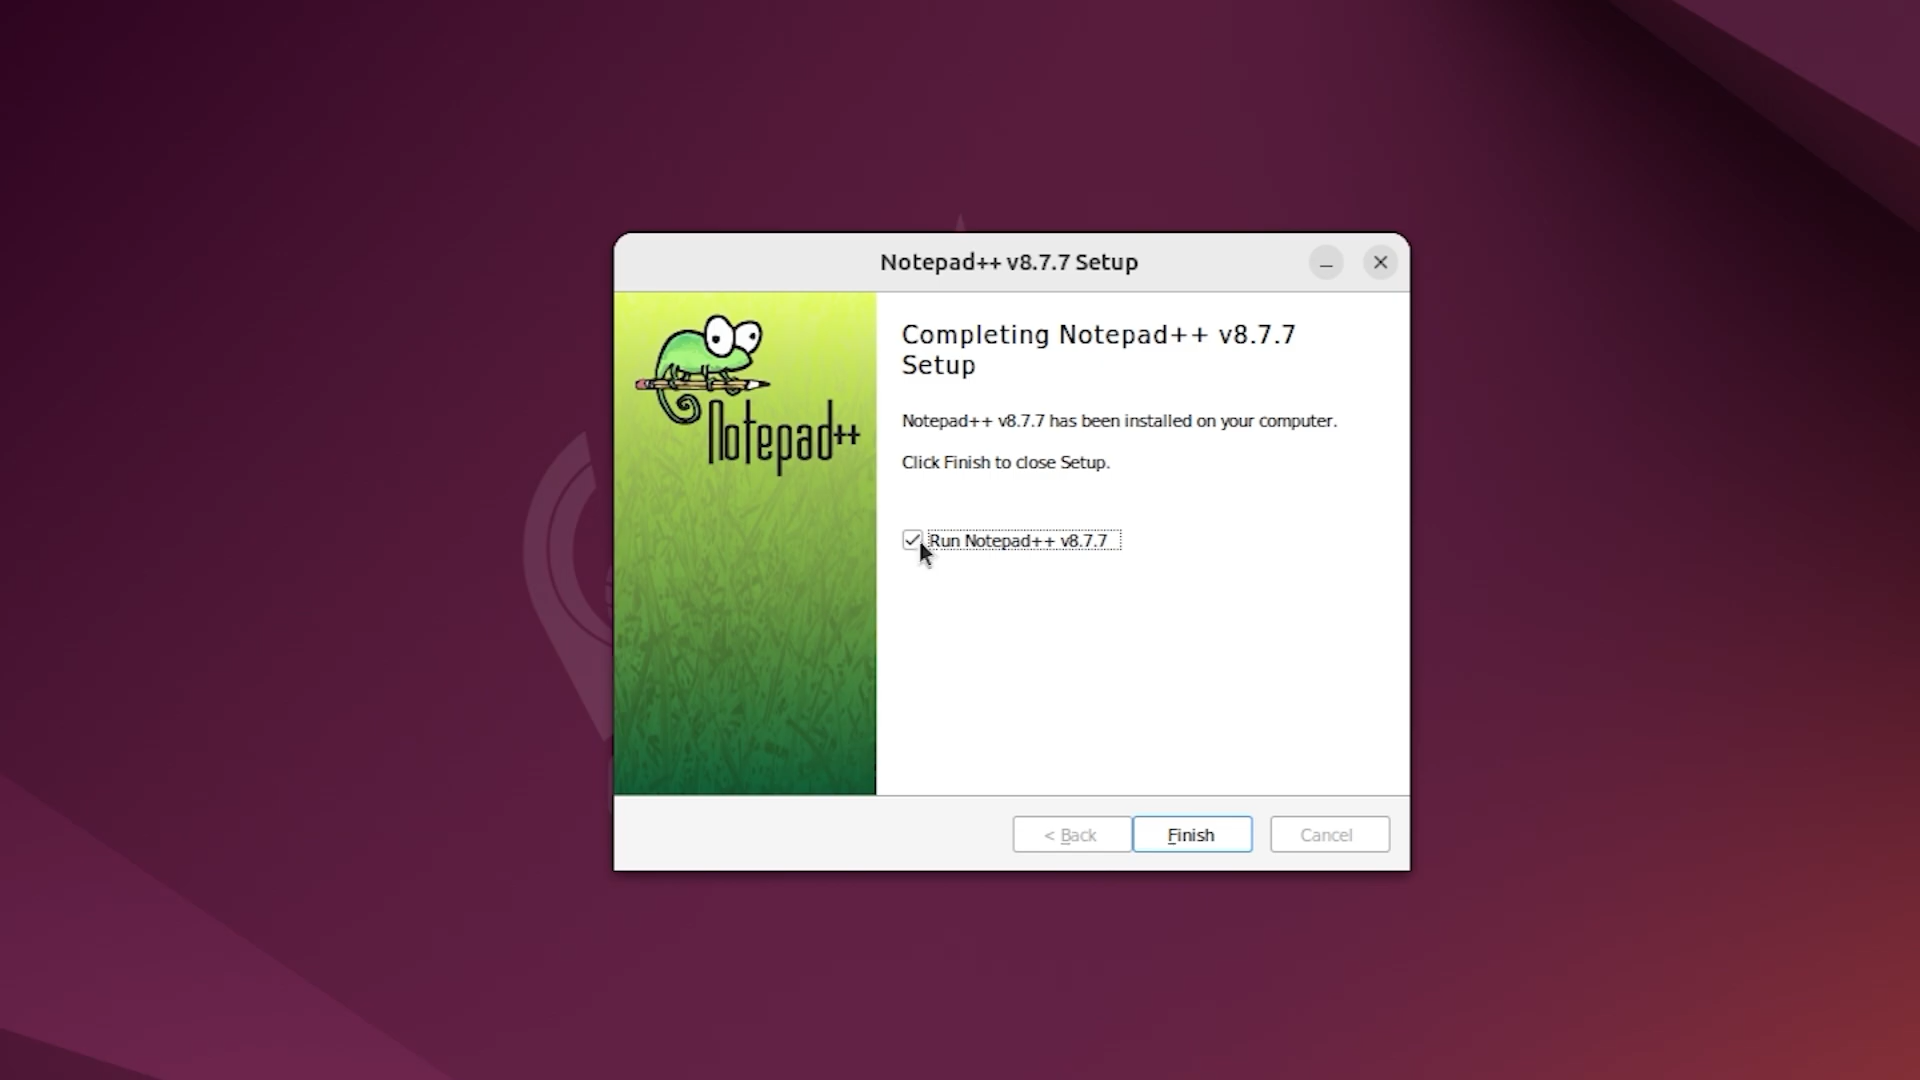 Notepad++ v8.7.7 Setup
Notepad++
Completing Notepad++ v8.7.7
Setup
Notepad++ v8.7.7 has been installed on your computer.
Click Finish to close Setup.
Run Notepad++ v8.7.7
< Back
Finish
Cancel